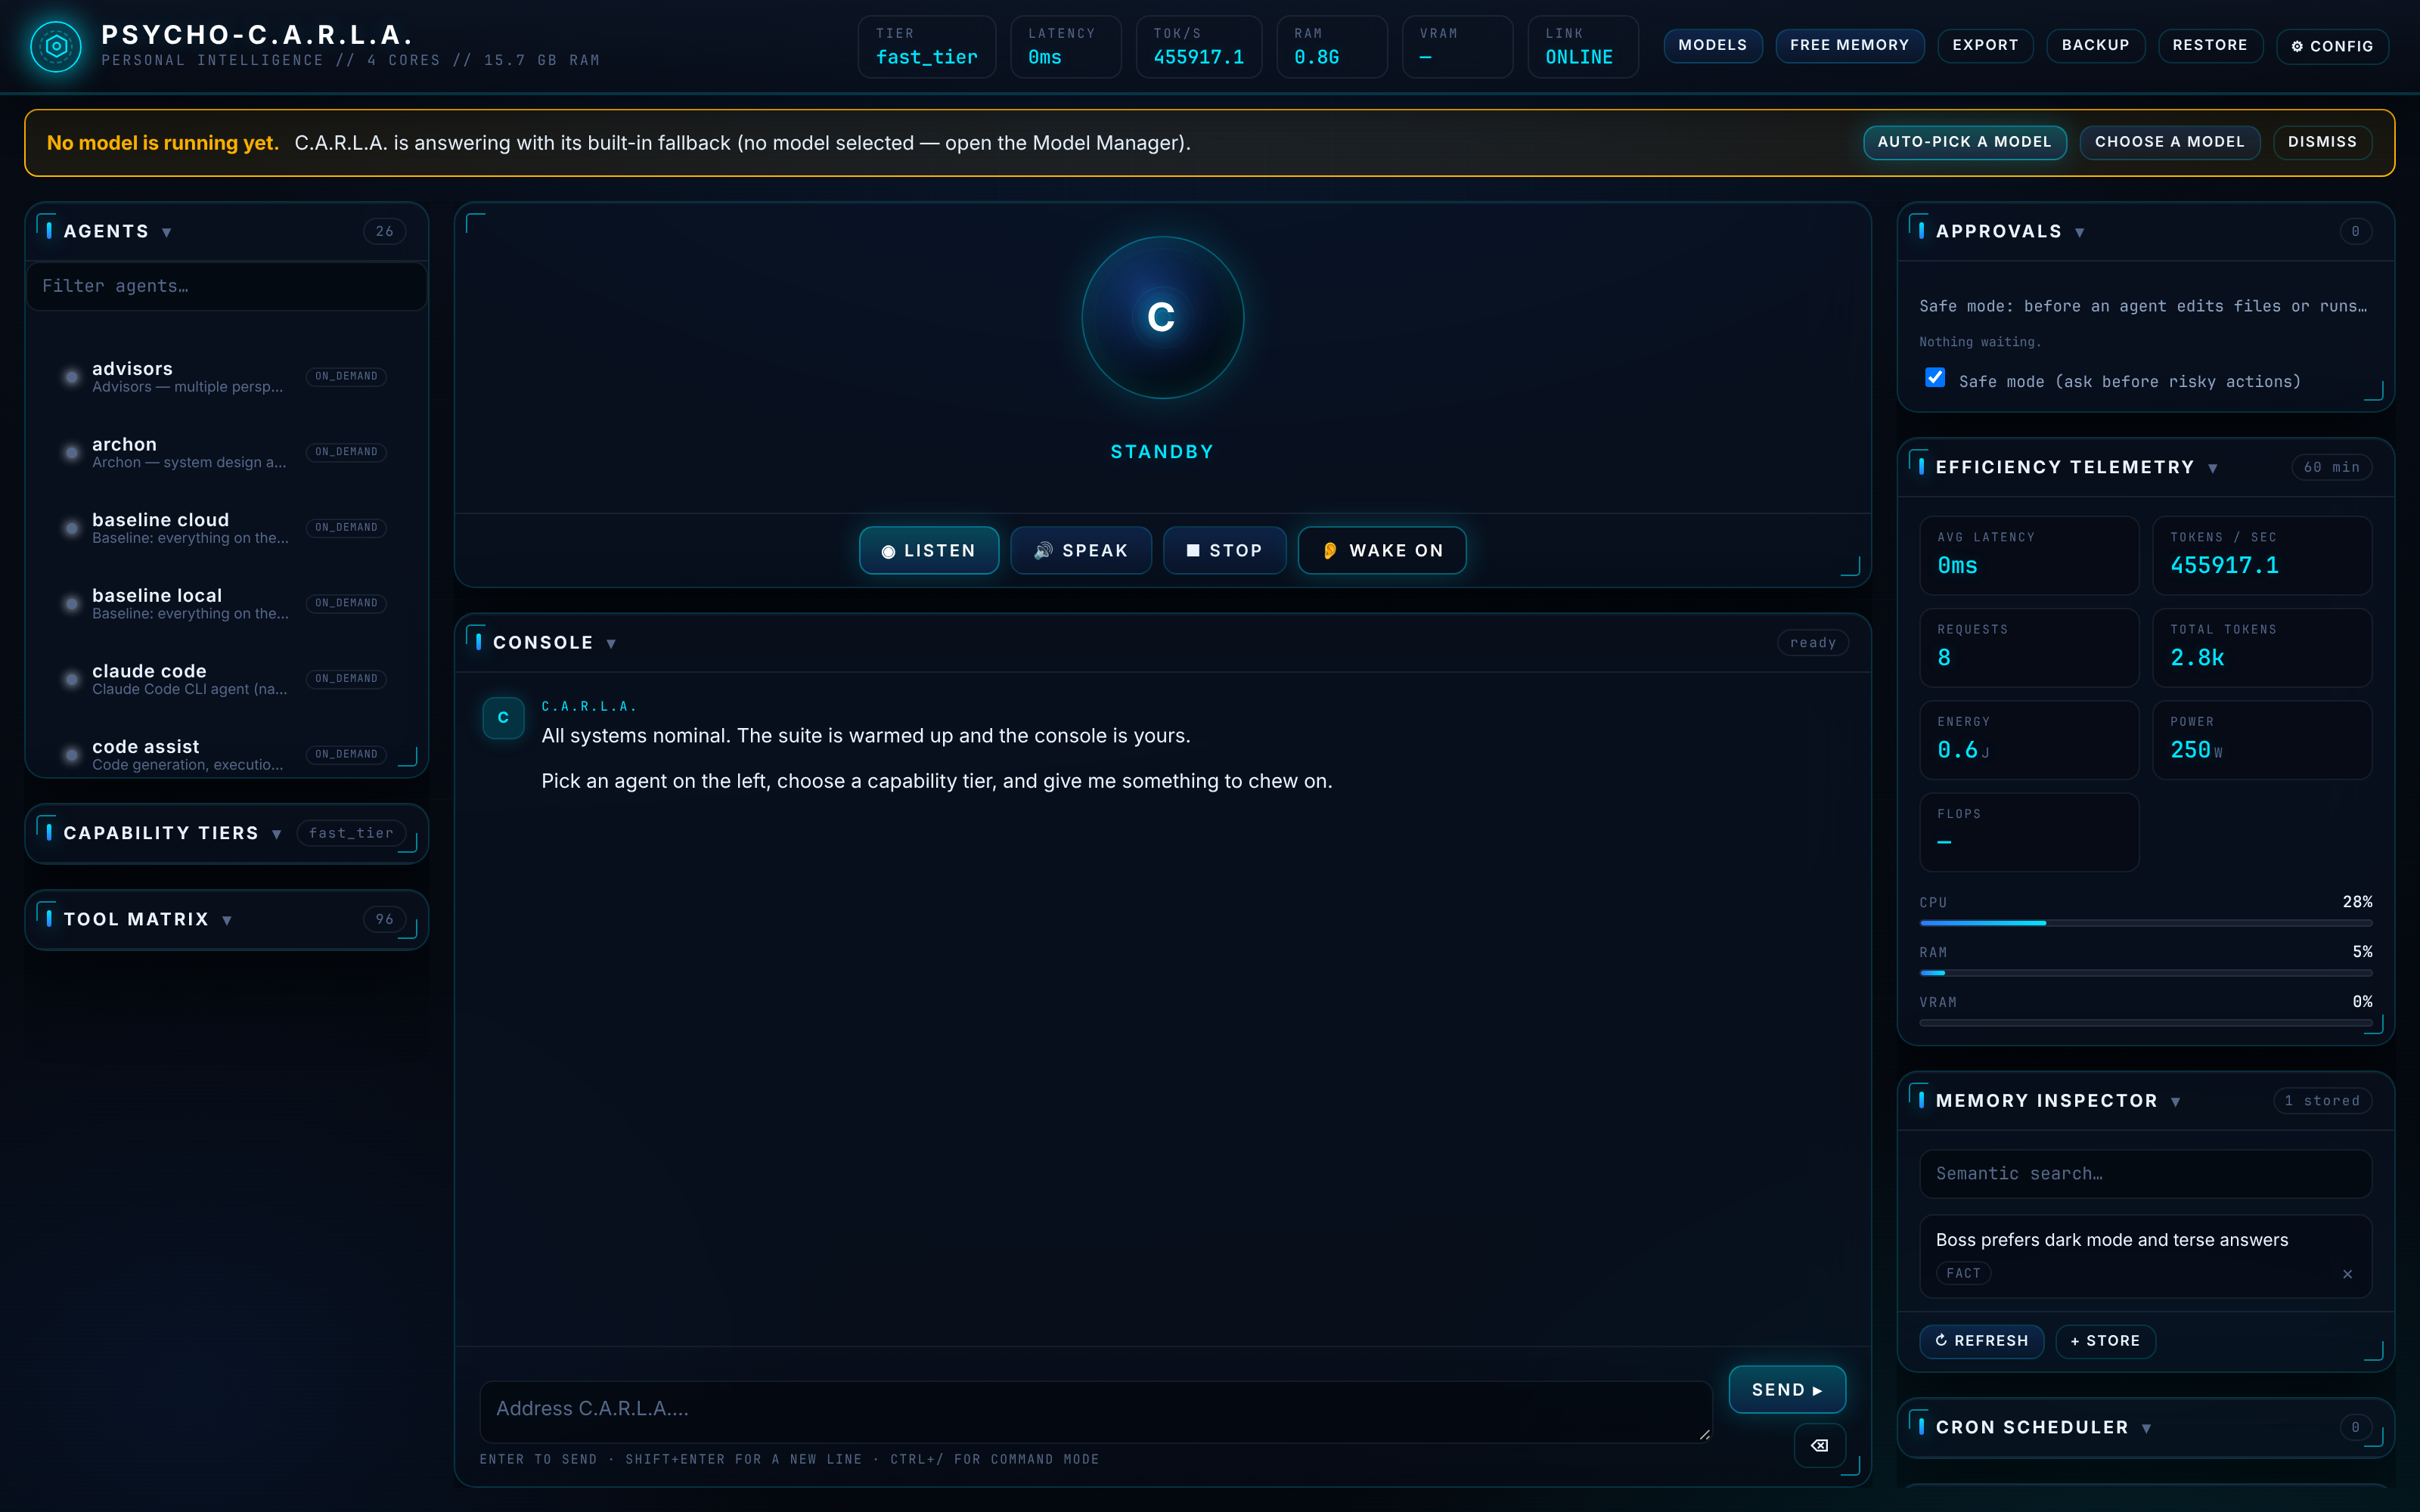 PSYCHO-C.A.R.L.A.
PERSONAL INTELLIGENCE // 4 CORES // 15.7 GB RAM
TIER
fast_tier
LATENCY
0ms
TOK/S
455917.1
RAM
0.8G
VRAM
—
LINK
ONLINE
MODELS
FREE MEMORY
EXPORT
BACKUP
RESTORE
⚙ CONFIG
No model is running yet. C.A.R.L.A. is answering with its built-in fallback (no model selected — open the Model Manager).
AUTO-PICK A MODEL
CHOOSE A MODEL
DISMISS
AGENTS ▼
26
Filter agents…
advisors
Advisors — multiple persp...
ON_DEMAND
archon
Archon — system design a...
ON_DEMAND
baseline cloud
Baseline: everything on the...
ON_DEMAND
baseline local
Baseline: everything on the...
ON_DEMAND
claude code
Claude Code CLI agent (na...
ON_DEMAND
code assist
Code generation, executio...
ON_DEMAND
CAPABILITY TIERS ▼
fast_tier
TOOL MATRIX ▼
96
C
STANDBY
◉ LISTEN
🔊 SPEAK
■ STOP
👂 WAKE ON
CONSOLE ▼
ready
C
C.A.R.L.A.
All systems nominal. The suite is warmed up and the console is yours.
Pick an agent on the left, choose a capability tier, and give me something to chew on.
Address C.A.R.L.A....
SEND ▸
⌫
ENTER TO SEND · SHIFT+ENTER FOR A NEW LINE · CTRL+/ FOR COMMAND MODE
APPROVALS ▼
0
Safe mode: before an agent edits files or runs…
Nothing waiting.
Safe mode (ask before risky actions)
EFFICIENCY TELEMETRY ▼
60 min
AVG LATENCY
0ms
TOKENS / SEC
455917.1
REQUESTS
8
TOTAL TOKENS
2.8k
ENERGY
0.6 J
POWER
250 W
FLOPS
—
CPU
28%
RAM
5%
VRAM
0%
MEMORY INSPECTOR ▼
1 stored
Semantic search…
Boss prefers dark mode and terse answers
FACT
×
↻ REFRESH
+ STORE
CRON SCHEDULER ▼
0